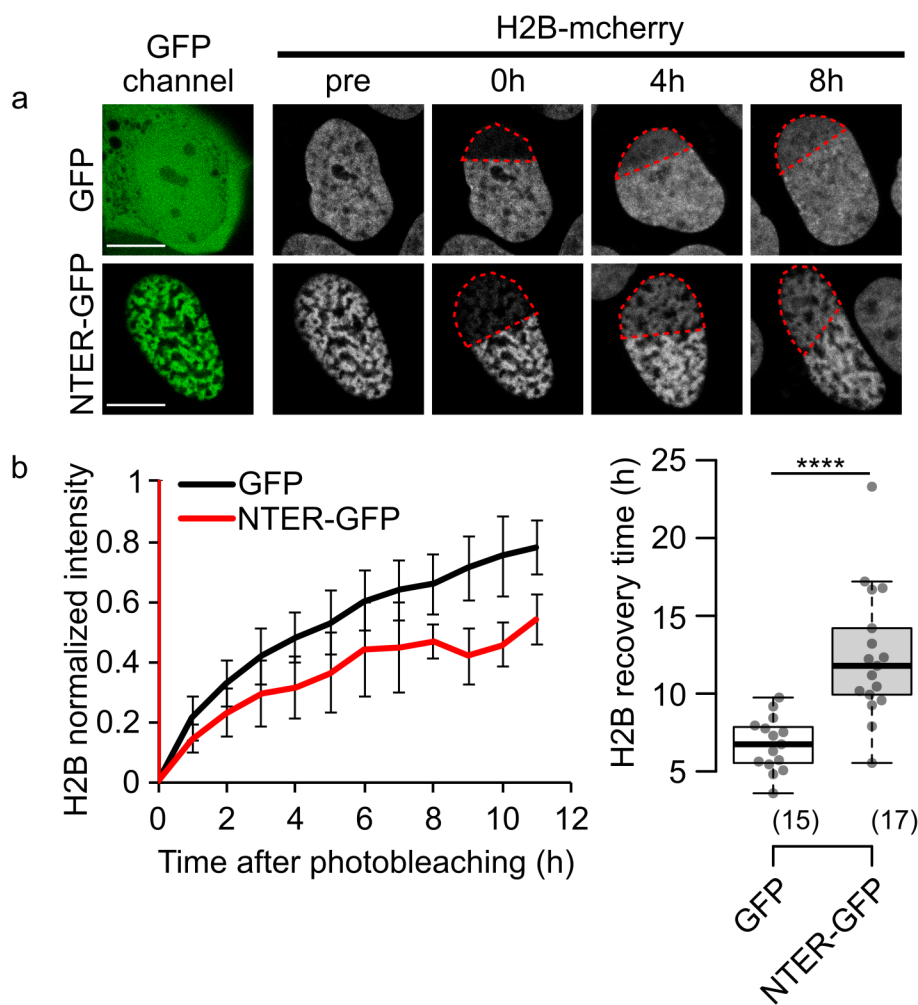 GFP
channel
H2B-mcherry
pre
0h
4h
8h
a
GFP
NTER-GFP
b
H2B normalized intensity
1
0.8
0.6
0.4
0.2
0
GFP
NTER-GFP
0
2
4
6
8
10
12
Time after photobleaching (h)
H2B recovery time (h)
25
20
15
10
5
****
(15)
(17)
GFP
NTER-GFP